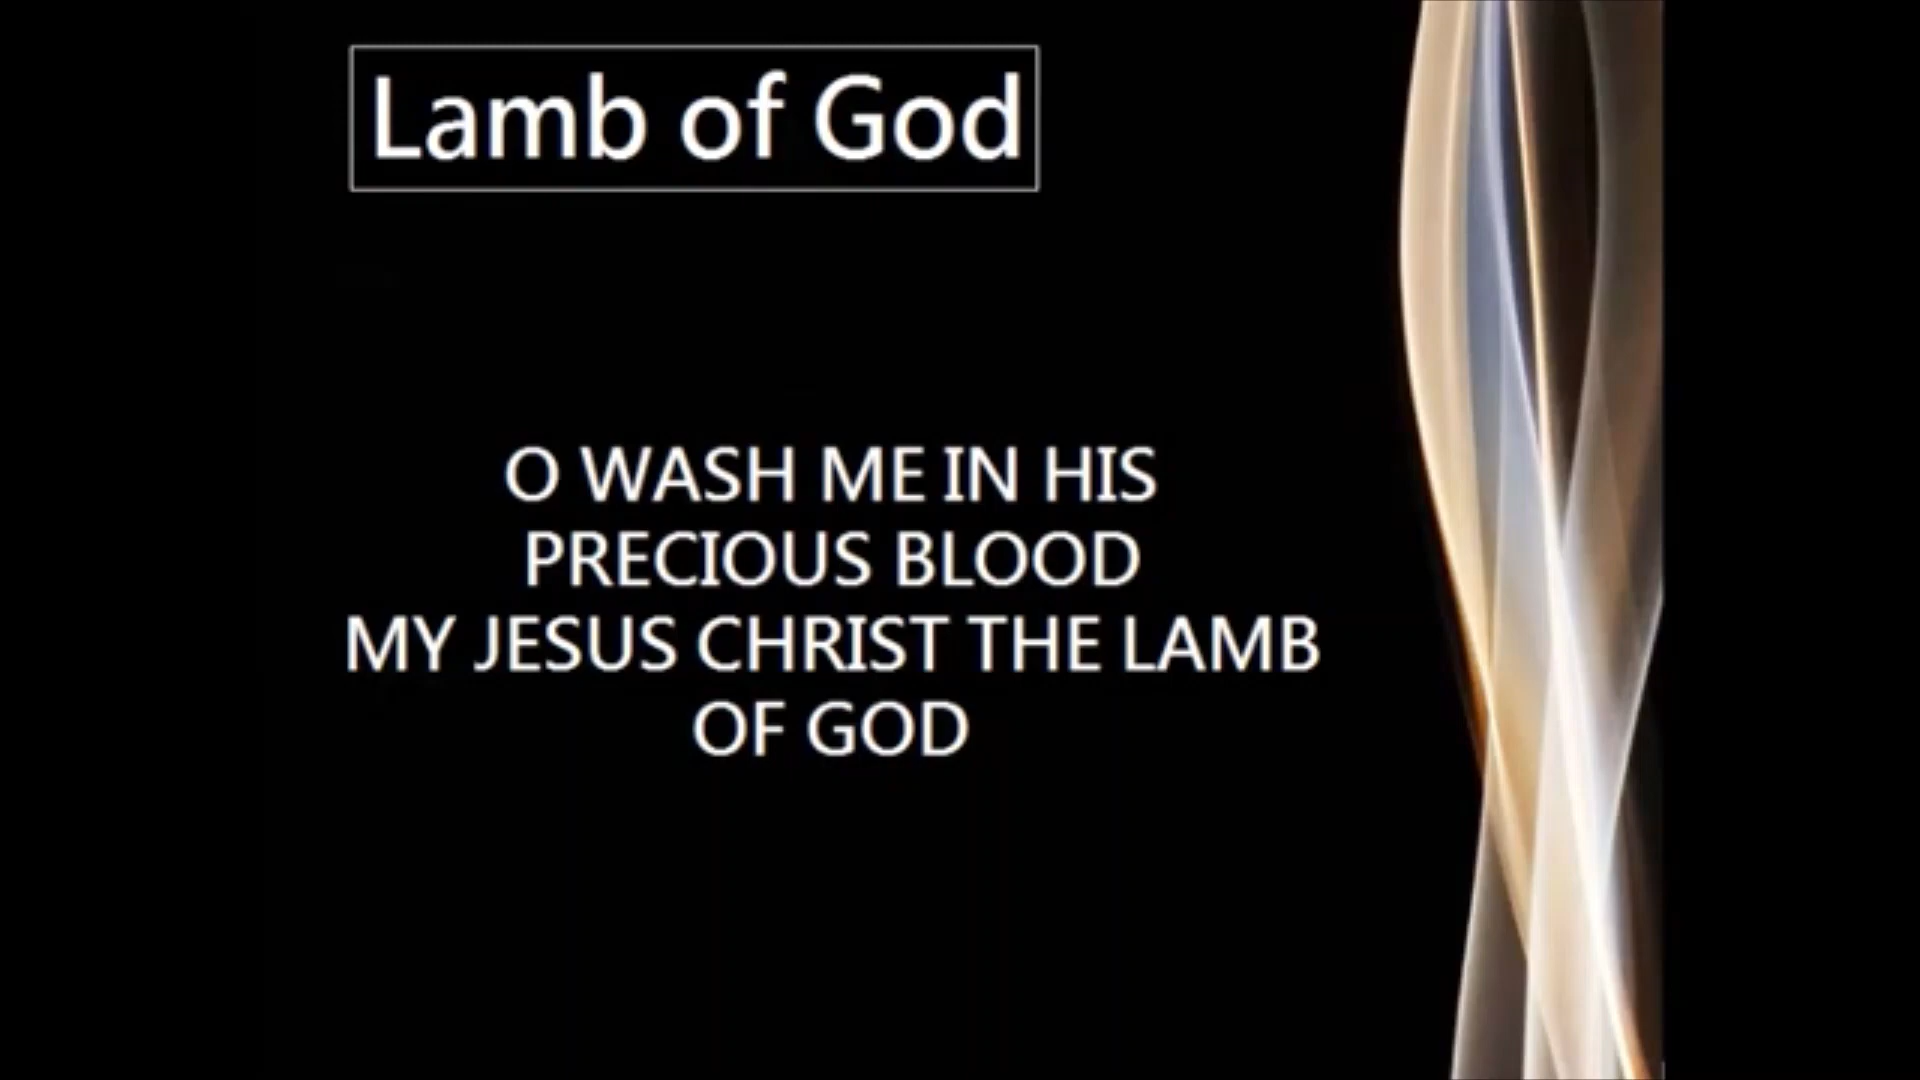 Lamb of God
O WASH ME IN HIS
PRECIOUS BLOOD
MY JESUS CHRIST THE LAMB
OF GOD